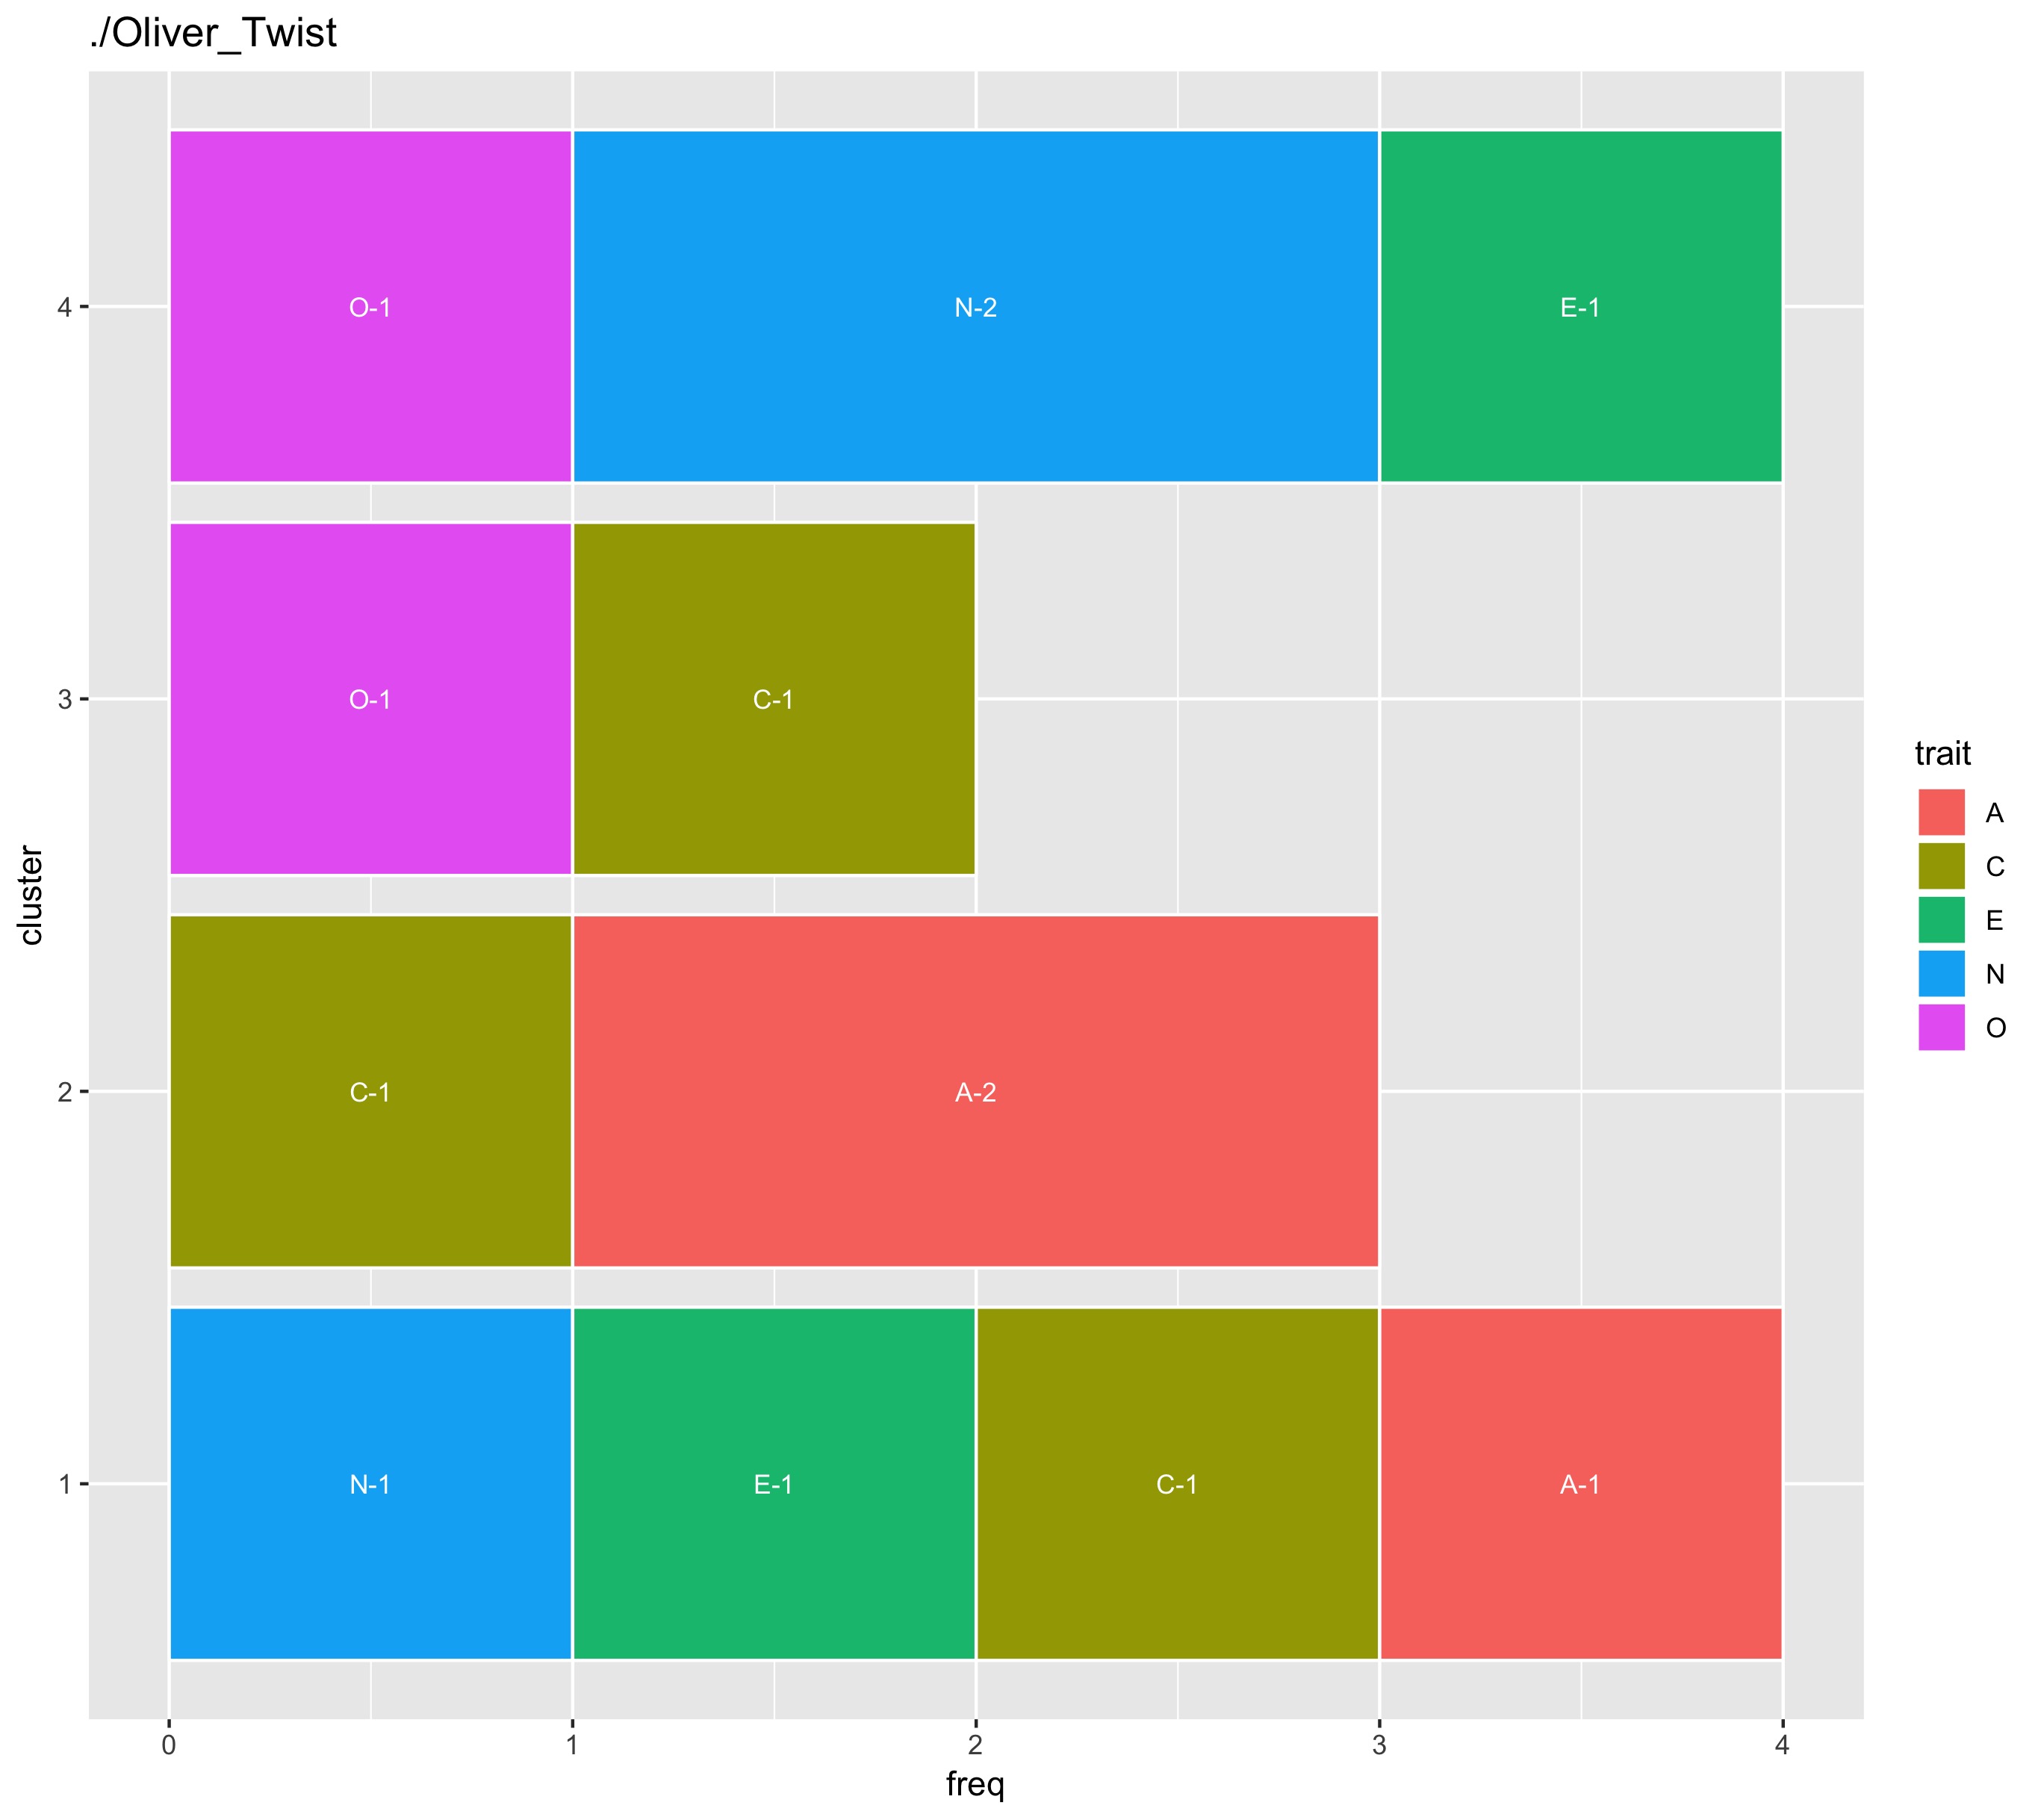 ./Oliver_Twist
4
O-1 N-2 E-1
3
O-1 C-1
2
C-1 A-2
1
N-1 E-1 C-1 A-1
0 1 2 3 4
freq
cluster
trait
A
C
E
N
O